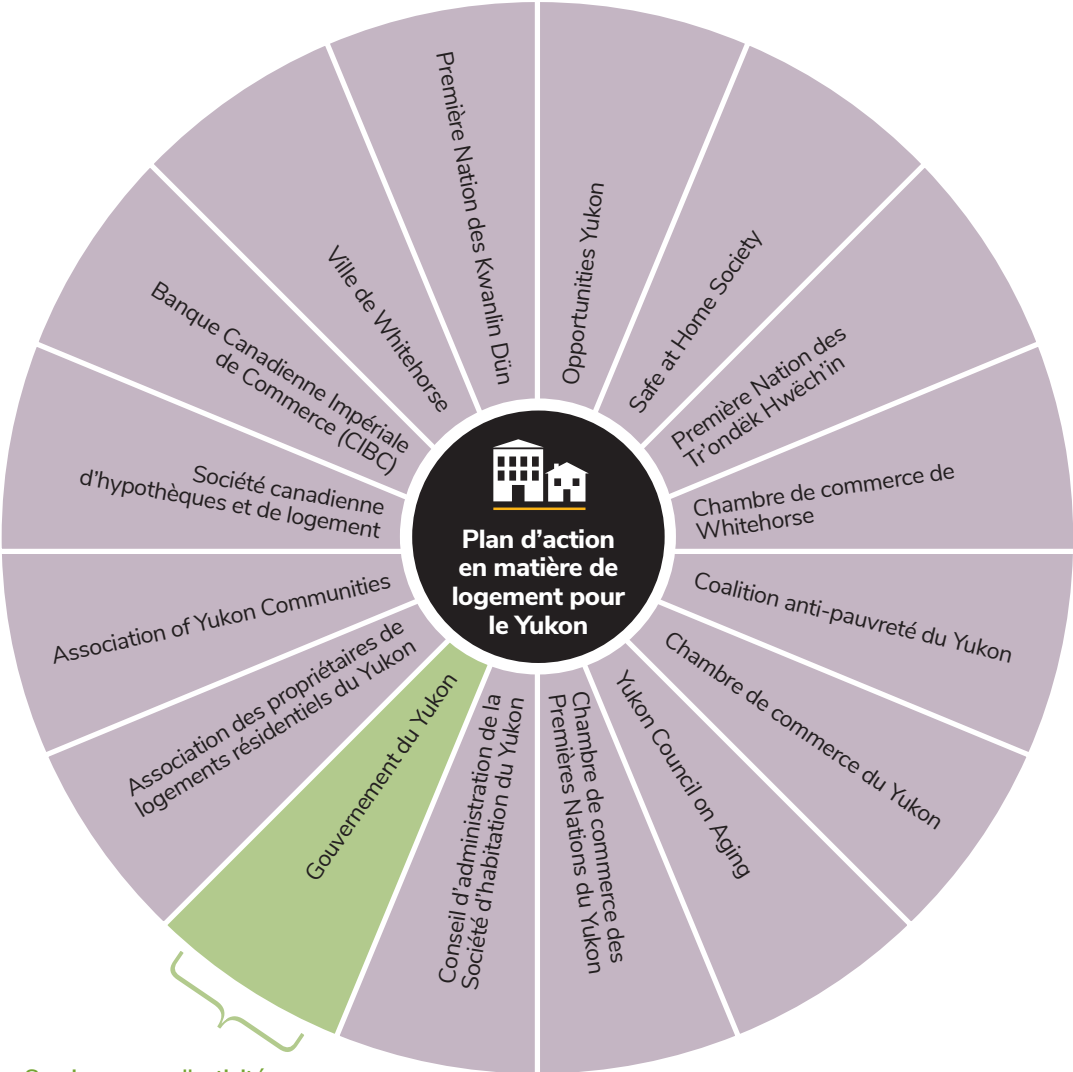 Première Nation des Kwanlin Dün
Opportunities Yukon
Safe at Home Society
Première Nation des
Tr'ondëk Hwëch'in
Chambre de commerce de
Whitehorse
Coalition anti-pauvreté du Yukon
Chambre de commerce du Yukon
Yukon Council on Aging
Chambre de commerce des
Premières Nations du Yukon
Conseil d'administration de la
Société d'habitation du Yukon
Gouvernement du Yukon
Association des propriétaires de
logements résidentiels du Yukon
Association of Yukon Communities
Société canadienne
d'hypothèques et de logement
Banque Canadienne Impériale
de Commerce (CIBC)
Ville de Whitehorse
Plan d'action
en matière de
logement pour
le Yukon